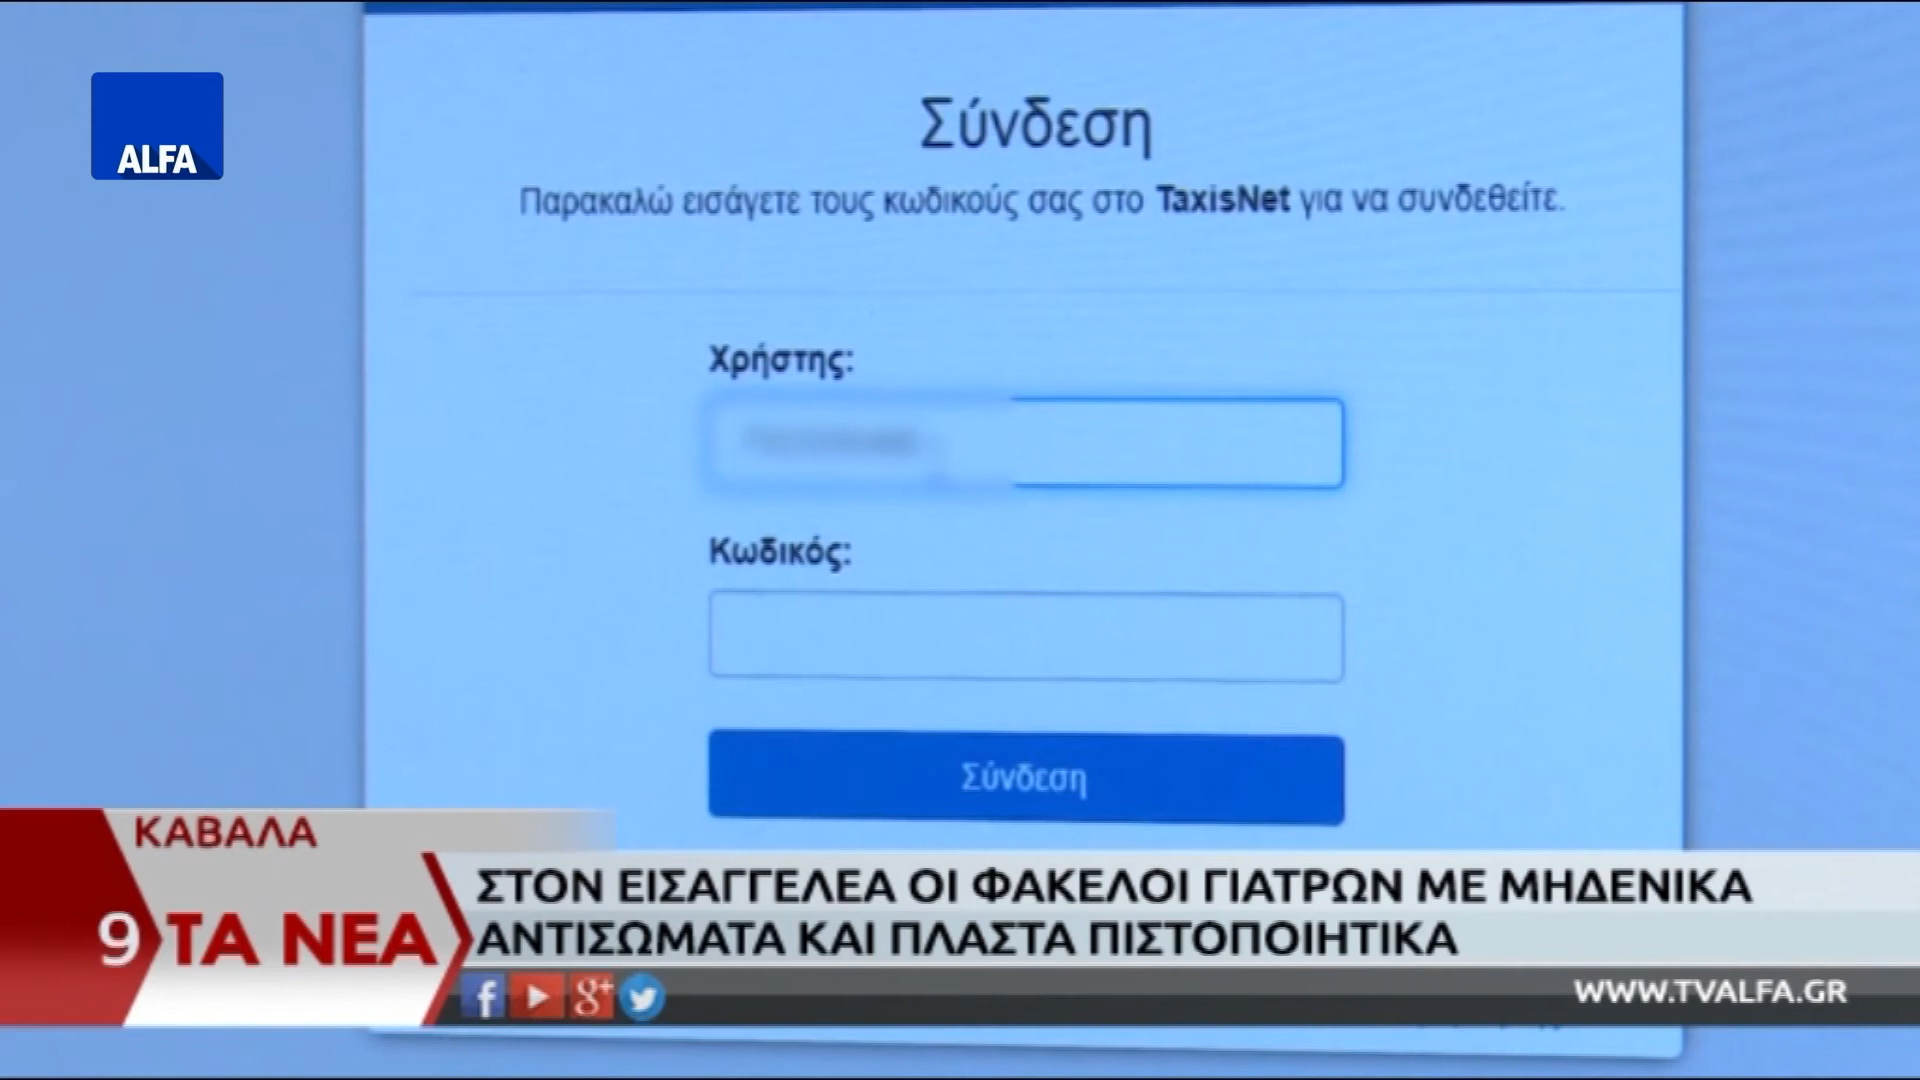 ALFA
Σύνδεση
Παρακαλώ εισάγετε τους κωδικούς σας στο TaxisNet για να συνδεθείτε.
Χρήστης:
Κωδικός:
Σύνδεση
ΚΑΒΑΛΑ
9 ΤΑ ΝΕΑ
ΣΤΟΝ ΕΙΣΑΓΓΕΛΕΑ ΟΙ ΦΑΚΕΛΟΙ ΓΙΑΤΡΩΝ ΜΕ ΜΗΔΕΝΙΚΑ
ΑΝΤΙΣΩΜΑΤΑ ΚΑΙ ΠΛΑΣΤΑ ΠΙΣΤΟΠΟΙΗΤΙΚΑ
f g+
WWW.TVALFA.GR